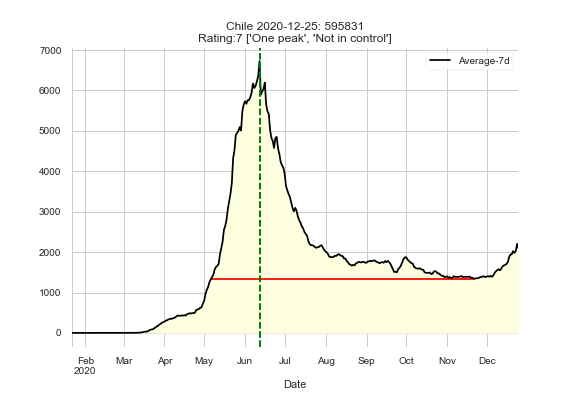 Chile 2020-12-25: 595831
Rating:7 ['One peak', 'Not in control']
Average-7d
7000
6000
5000
4000
3000
2000
1000
0
Feb Mar Apr May Jun Jul Aug Sep Oct Nov Dec
2020
Date